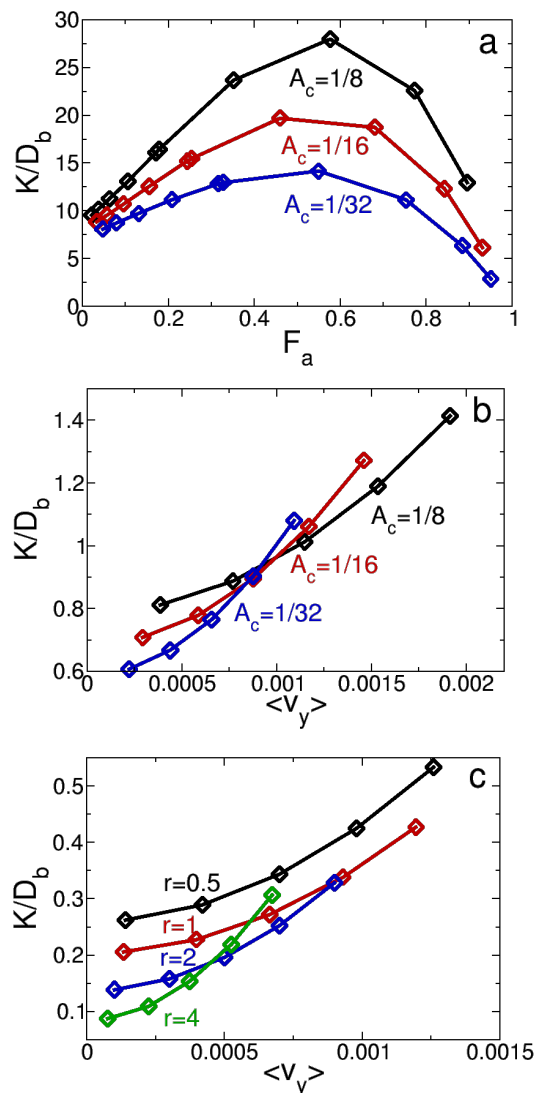 a
30
25
20
15
10
5
0
K/D_b
A_c=1/8
A_c=1/16
A_c=1/32
0 0.2 0.4 0.6 0.8 1
F_a
b
1.4
1.2
1
0.8
0.6
K/D_b
A_c=1/8
A_c=1/16
A_c=1/32
0 0.0005 0.001 0.0015 0.002
<v_y>
c
0.5
0.4
0.3
0.2
0.1
K/D_b
r=0.5
r=1
r=2
r=4
0 0.0005 0.001 0.0015
<v_y>